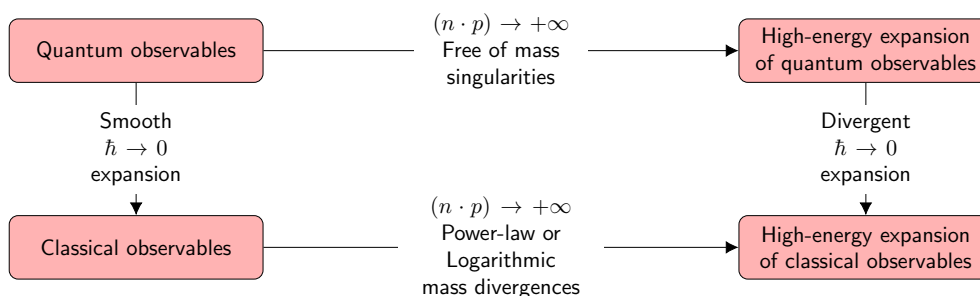 Quantum observables
(n · p) → +∞
Free of mass
singularities
High-energy expansion
of quantum observables
Smooth
ħ → 0
expansion
Divergent
ħ → 0
expansion
Classical observables
(n · p) → +∞
Power-law or
Logarithmic
mass divergences
High-energy expansion
of classical observables